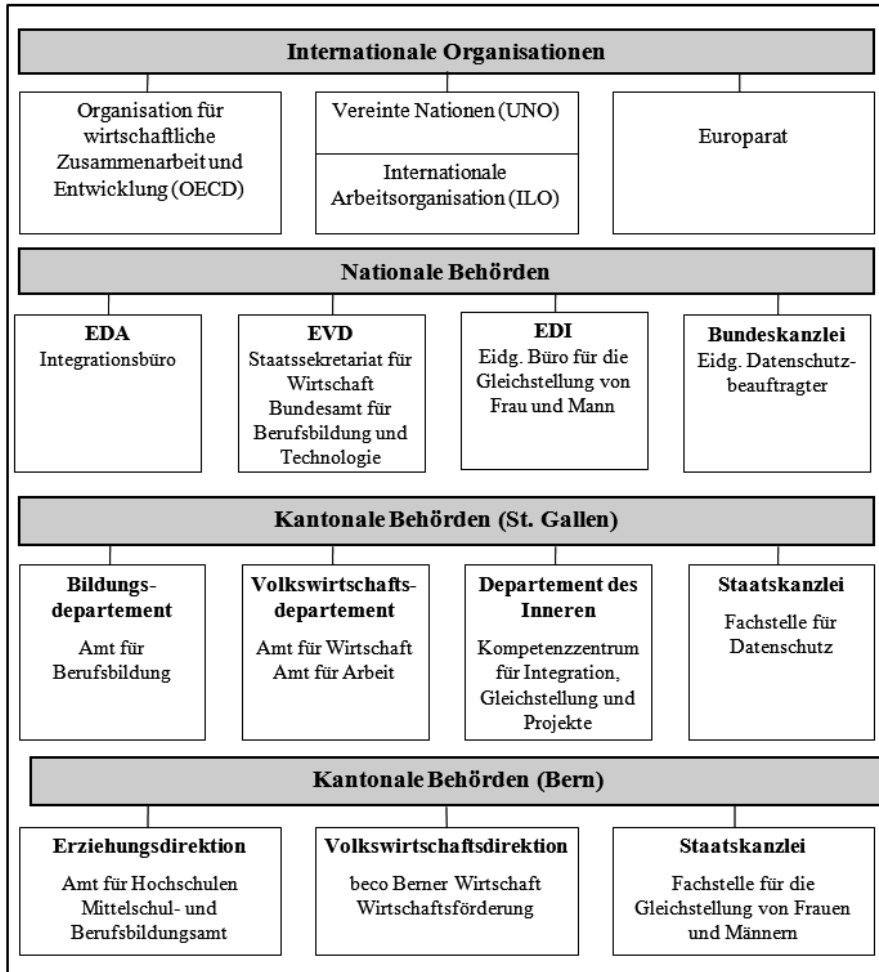 Internationale Organisationen
Organisation für
wirtschaftliche
Zusammenarbeit und
Entwicklung (OECD)
Vereinte Nationen (UNO)
Internationale
Arbeitsorganisation (ILO)
Europarat
Nationale Behörden
EDA
Integrationsbüro
EVD
Staatssekretariat für
Wirtschaft
Bundesamt für
Berufsbildung und
Technologie
EDI
Eidg. Büro für die
Gleichstellung von
Frau und Mann
Bundeskanzlei
Eidg. Datenschutz-
beauftragter
Kantonale Behörden (St. Gallen)
Bildungs-
departement
Amt für
Berufsbildung
Volkswirtschafts-
departement
Amt für Wirtschaft
Amt für Arbeit
Departement des
Inneren
Kompetenzzentrum
für Integration,
Gleichstellung und
Projekte
Staatskanzlei
Fachstelle für
Datenschutz
Kantonale Behörden (Bern)
Erziehungsdirektion
Amt für Hochschulen
Mittelschul- und
Berufsbildungsamt
Volkswirtschaftsdirektion
beco Berner Wirtschaft
Wirtschaftsförderung
Staatskanzlei
Fachstelle für die
Gleichstellung von Frauen
und Männern